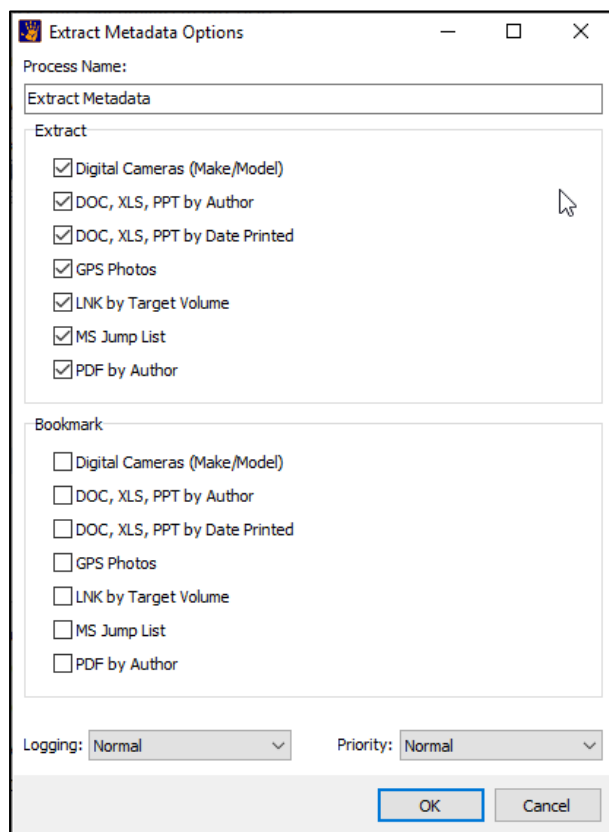 Extract Metadata Options
Process Name:
Extract Metadata
Extract
Digital Cameras (Make/Model)
DOC, XLS, PPT by Author
DOC, XLS, PPT by Date Printed
GPS Photos
LNK by Target Volume
MS Jump List
PDF by Author
Bookmark
Digital Cameras (Make/Model)
DOC, XLS, PPT by Author
DOC, XLS, PPT by Date Printed
GPS Photos
LNK by Target Volume
MS Jump List
PDF by Author
Logging: Normal Priority: Normal
OK Cancel